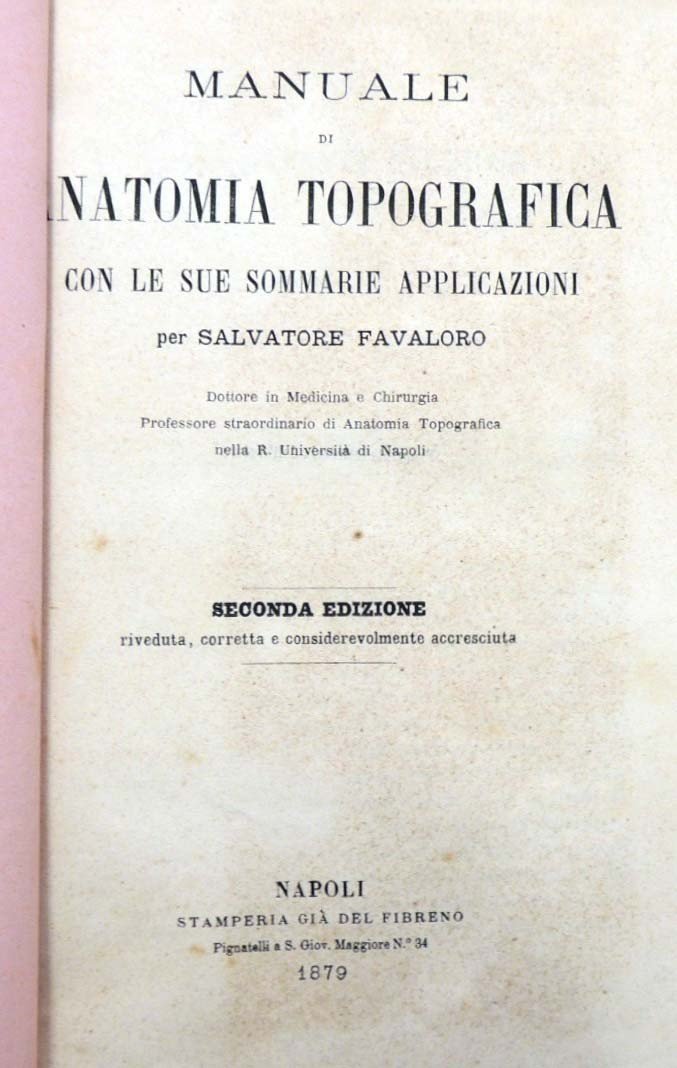 MANUALE
DI
ANATOMIA TOPOGRAFICA
CON LE SUE SOMMARIE APPLICAZIONI
per SALVATORE FAVALORO
Dottore in Medicina e Chirurgia
Professore straordinario di Anatomia Topografica
nella R. Università di Napoli
SECONDA EDIZIONE
riveduta, corretta e considerevolmente accresciuta
NAPOLI
STAMPERIA GIÀ DEL FIBRENO
Pignatelli a S. Giov. Maggiore N.º 34
1879